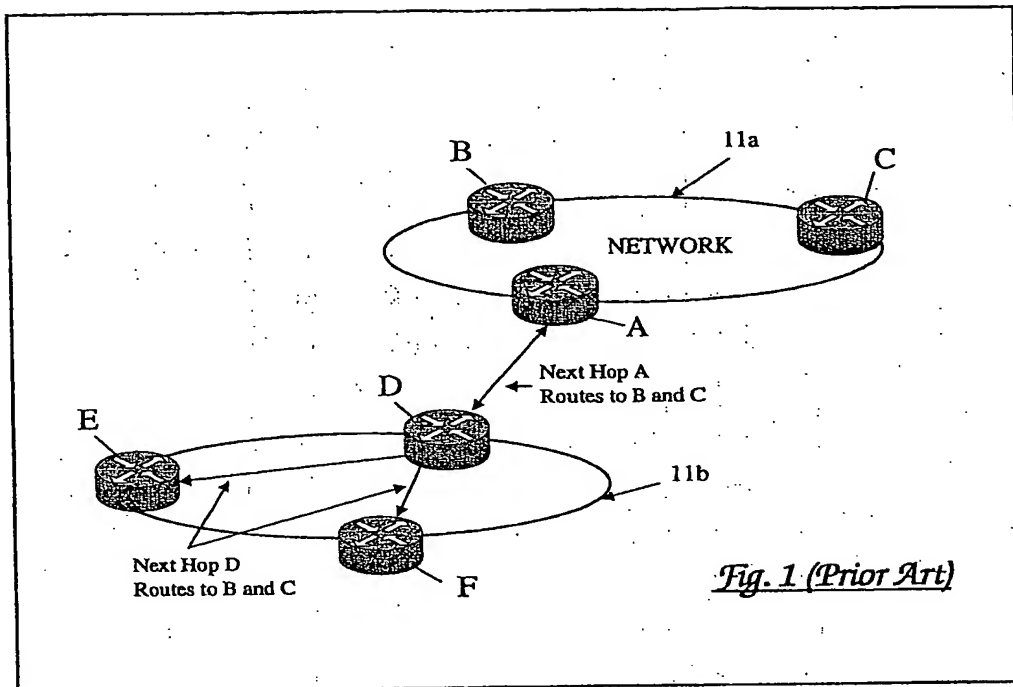 11a
B
C
NETWORK
A
Next Hop A
Routes to B and C
D
E
11b
Next Hop D
Routes to B and C
F
Fig. 1 (Prior Art)